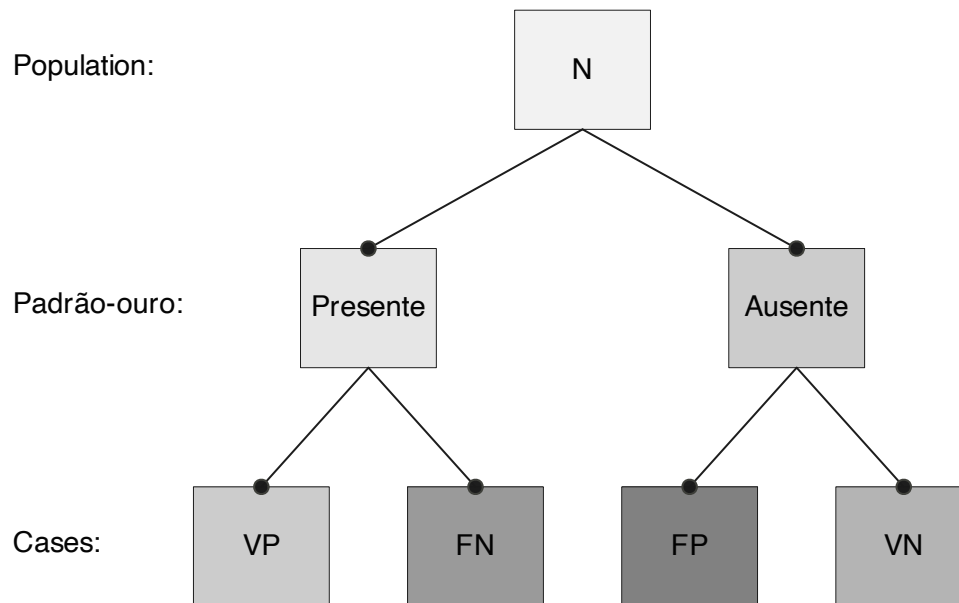 Population:
N
Padrão-ouro:
Presente
Ausente
Cases:
VP
FN
FP
VN